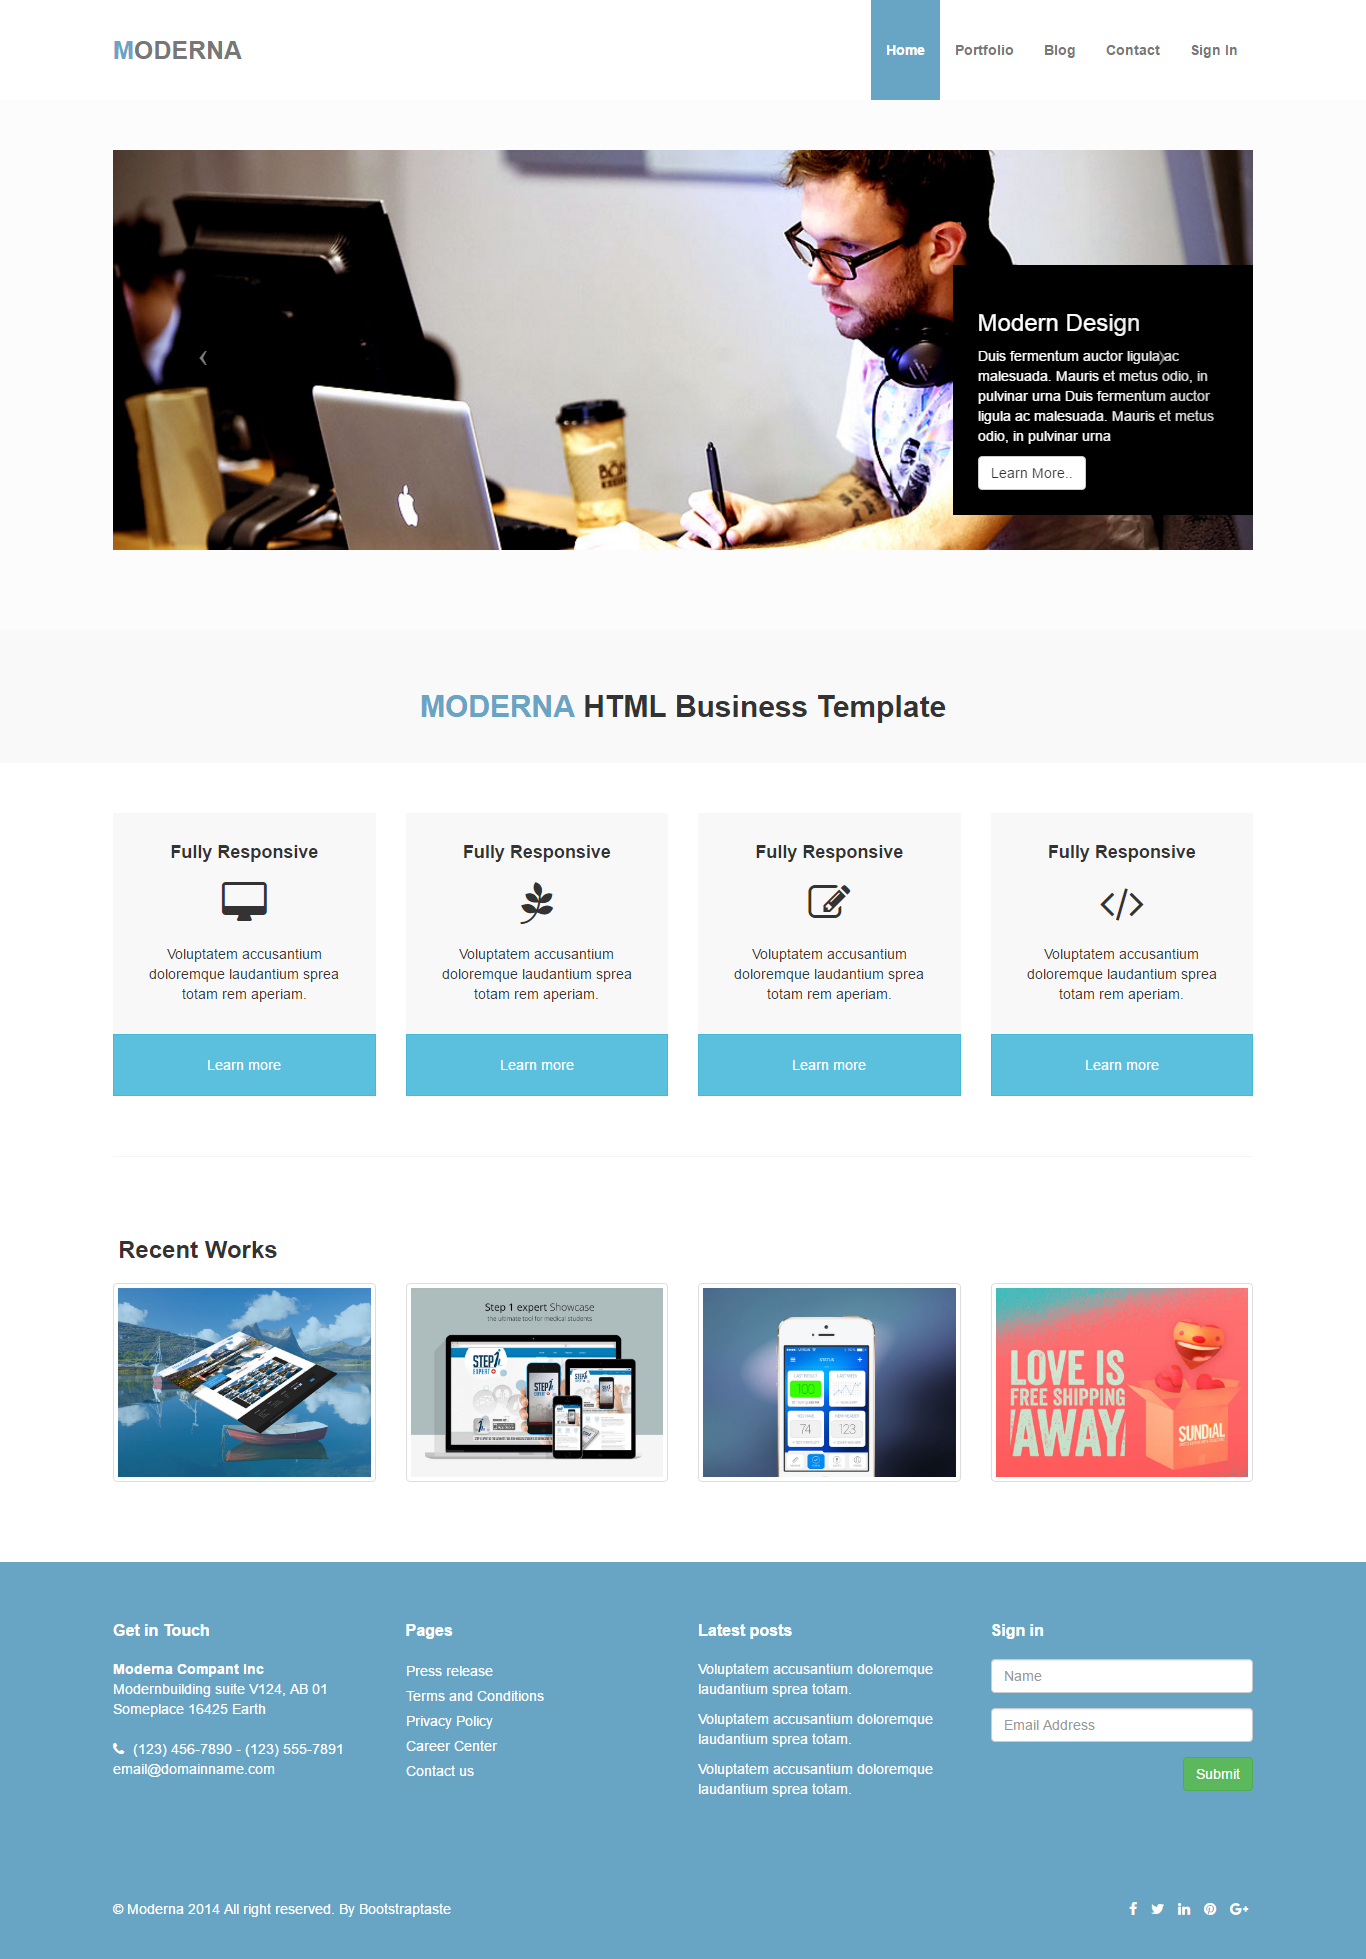 MODERNA
Home Portfolio Blog Contact Sign In
BÖN
Modern Design
Duis fermentum auctor ligula ac
malesuada. Mauris et metus odio, in
pulvinar urna Duis fermentum auctor
ligula ac malesuada. Mauris et metus
odio, in pulvinar urna
Learn More..
MODERNA HTML Business Template
Fully Responsive
Voluptatem accusantium
doloremque laudantium sprea
totam rem aperiam.
Learn more
Fully Responsive
Voluptatem accusantium
doloremque laudantium sprea
totam rem aperiam.
Learn more
Fully Responsive
Voluptatem accusantium
doloremque laudantium sprea
totam rem aperiam.
Learn more
Fully Responsive
Voluptatem accusantium
doloremque laudantium sprea
totam rem aperiam.
Learn more
Recent Works
Step 1 expert Showcase
the ultimate tool for medical students
STEP1
EXPERT
STATUS
100
74
123
LOVE IS
FREE SHIPPING
AWAY
SUNDIAL
Get in Touch
Moderna Compant Inc
Modernbuilding suite V124, AB 01
Someplace 16425 Earth
(123) 456-7890 - (123) 555-7891
email@domainname.com
Pages
Press release
Terms and Conditions
Privacy Policy
Career Center
Contact us
Latest posts
Voluptatem accusantium doloremque
laudantium sprea totam.
Voluptatem accusantium doloremque
laudantium sprea totam.
Voluptatem accusantium doloremque
laudantium sprea totam.
Sign in
Name
Email Address
Submit
© Moderna 2014 All right reserved. By Bootstraptaste